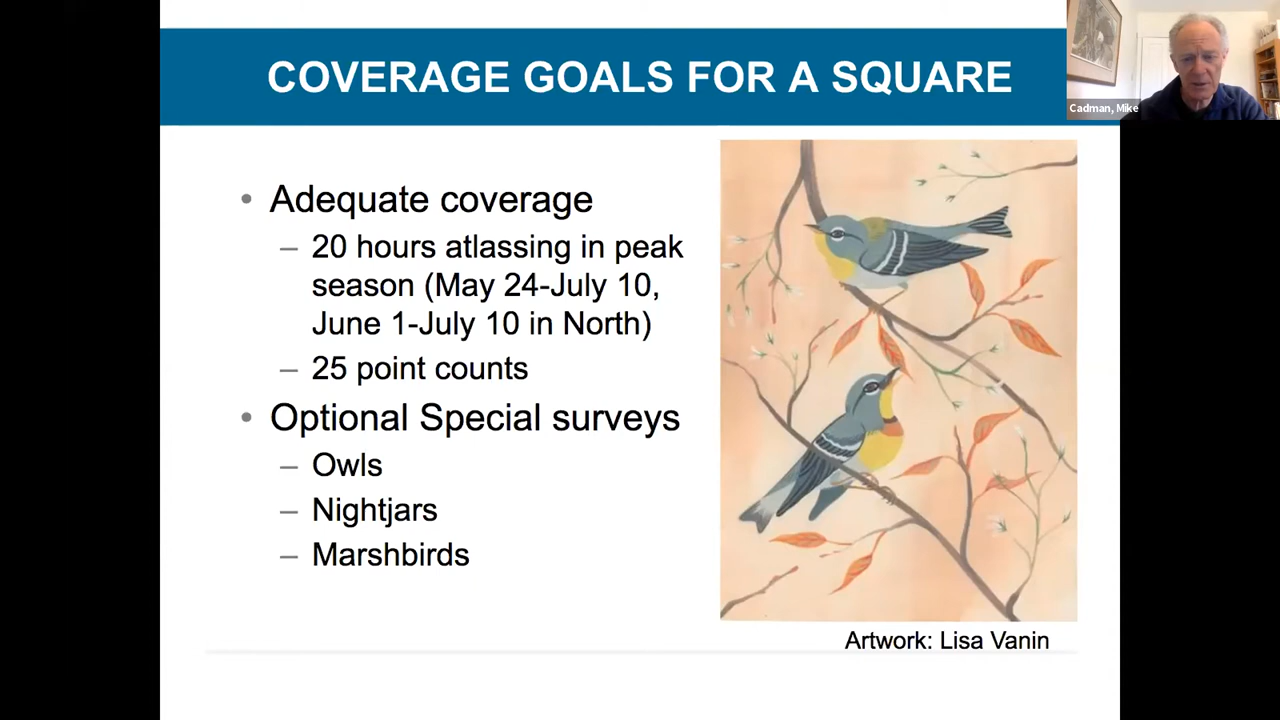 COVERAGE GOALS FOR A SQUARE
Cadman, Mike
• Adequate coverage
– 20 hours atlassing in peak
season (May 24-July 10,
June 1-July 10 in North)
– 25 point counts
• Optional Special surveys
– Owls
– Nightjars
– Marshbirds
Artwork: Lisa Vanin